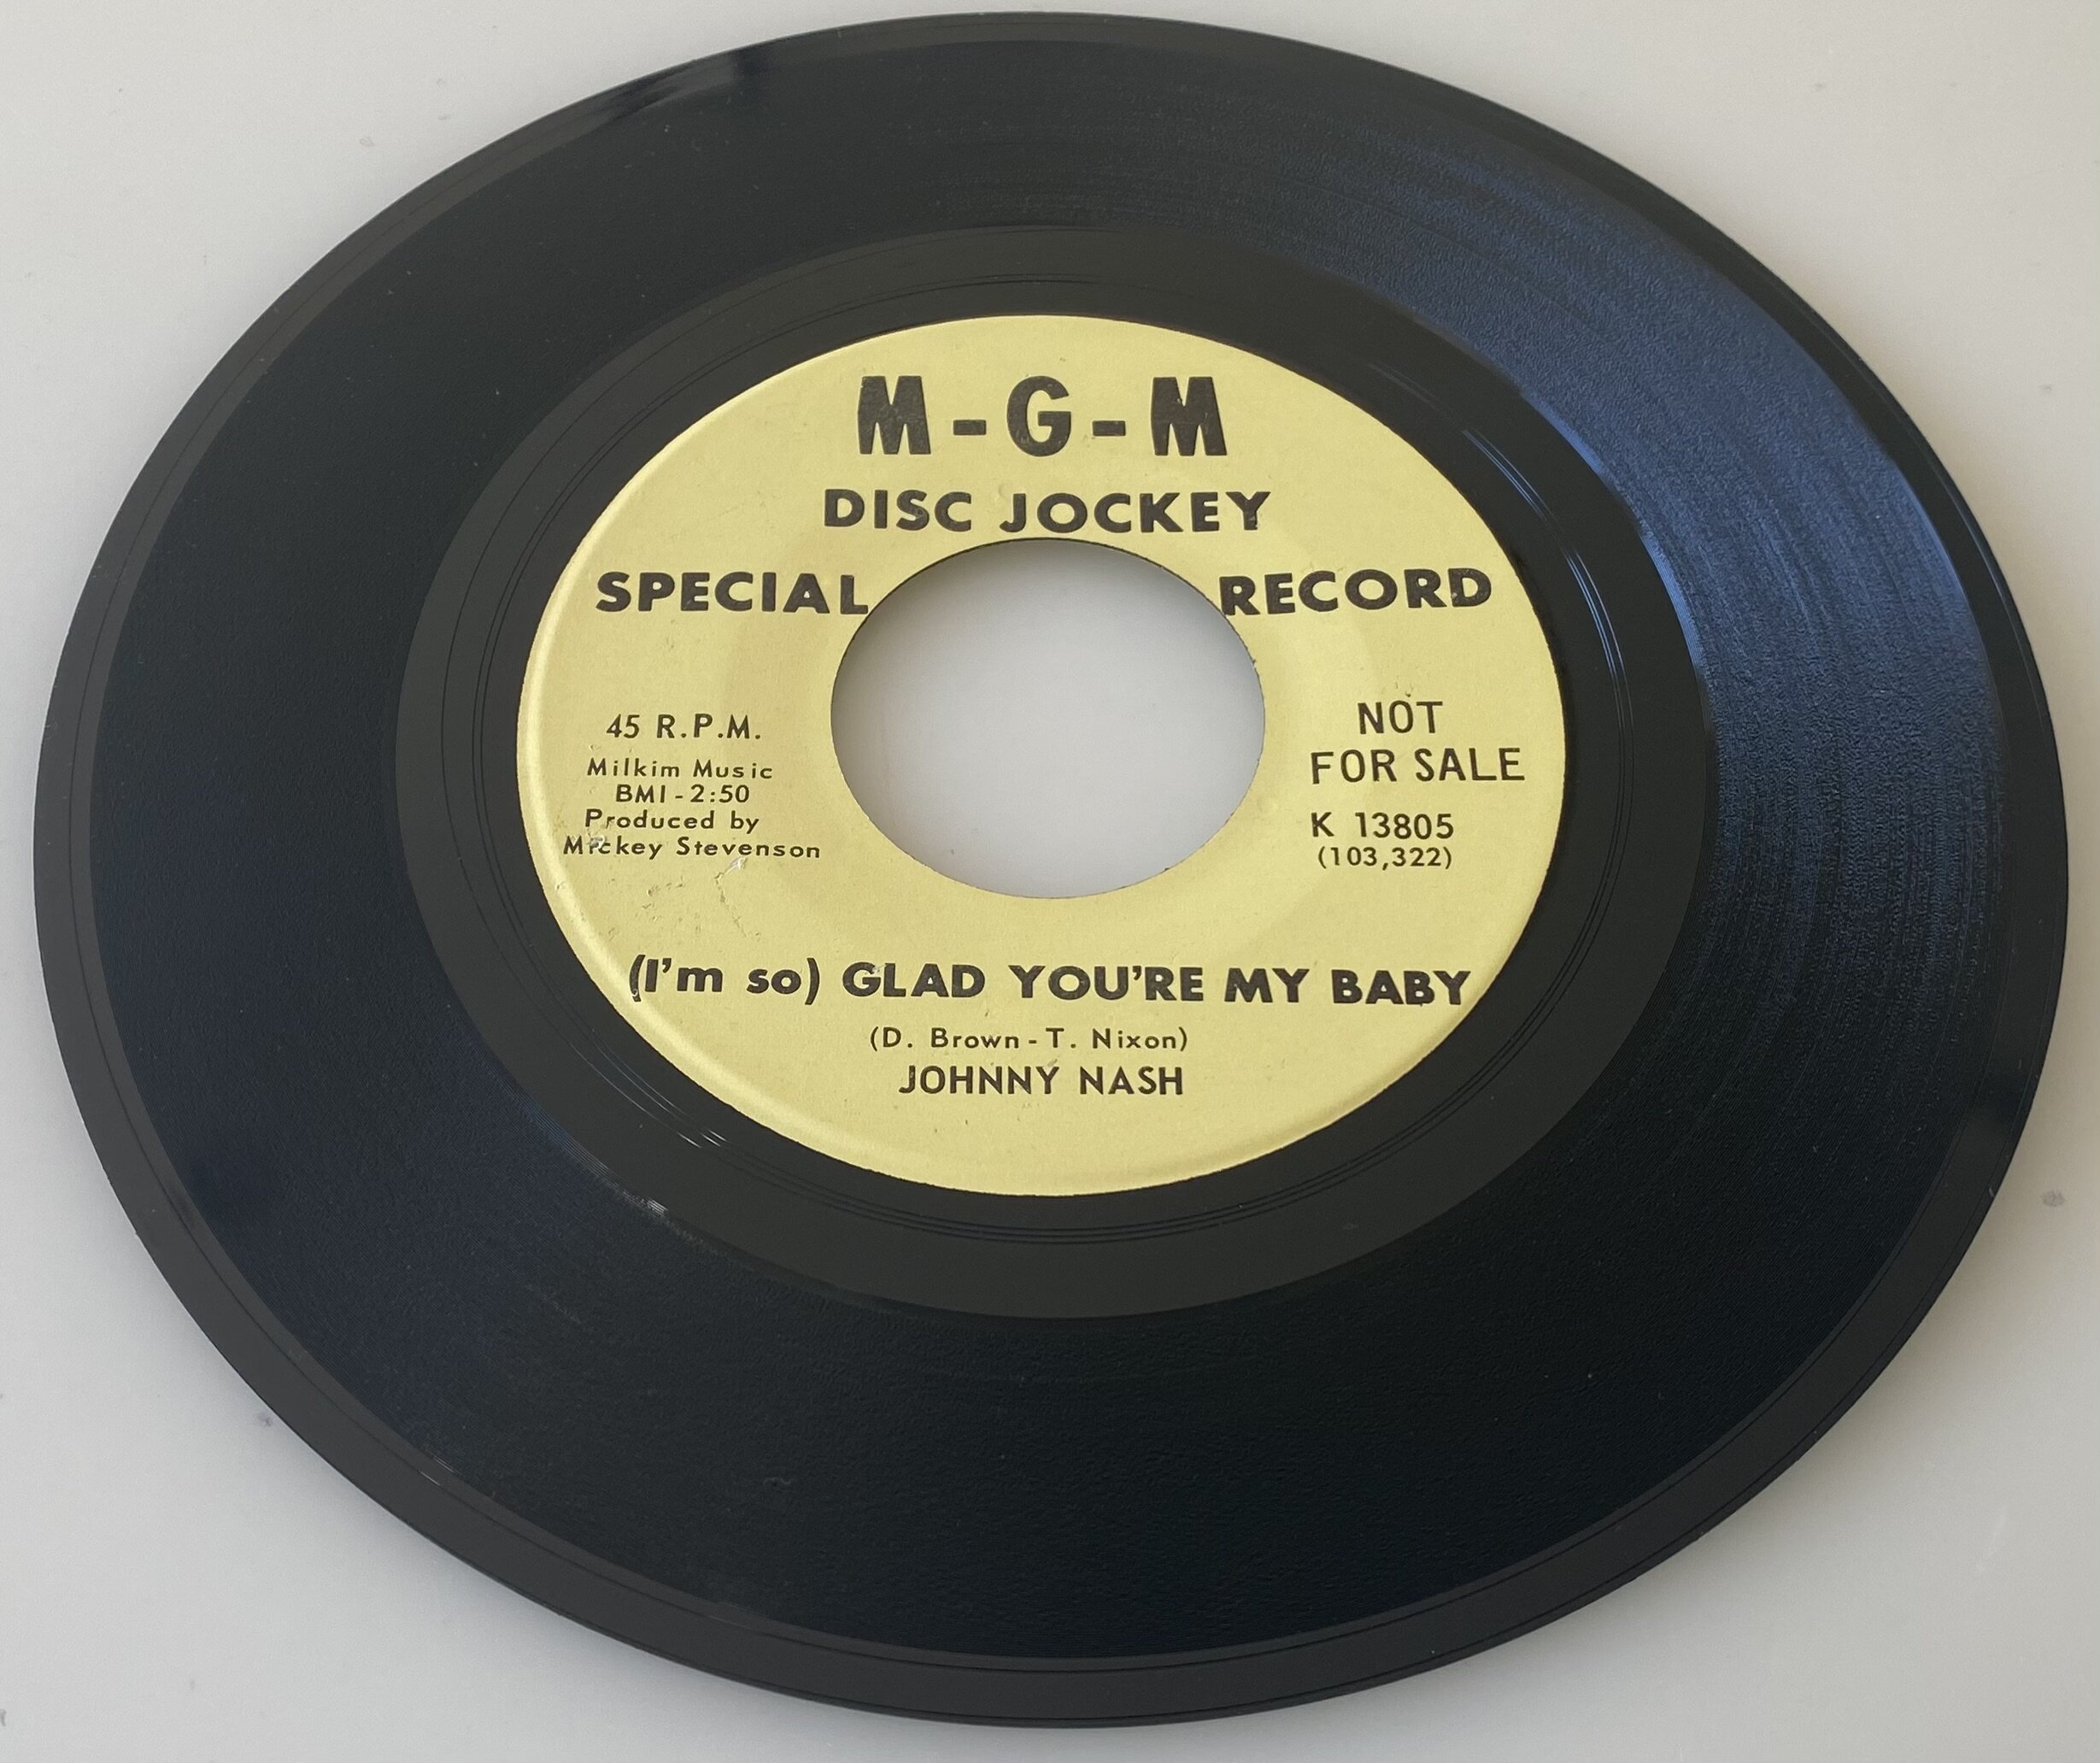 M-G-M
DISC JOCKEY
SPECIAL RECORD
45 R.P.M.
Milkim Music
BMI-2:50
Produced by
Mickey Stevenson
NOT
FOR SALE
K 13805
(103,322)
(I'm so) GLAD YOU'RE MY BABY
(D. Brown-T. Nixon)
JOHNNY NASH